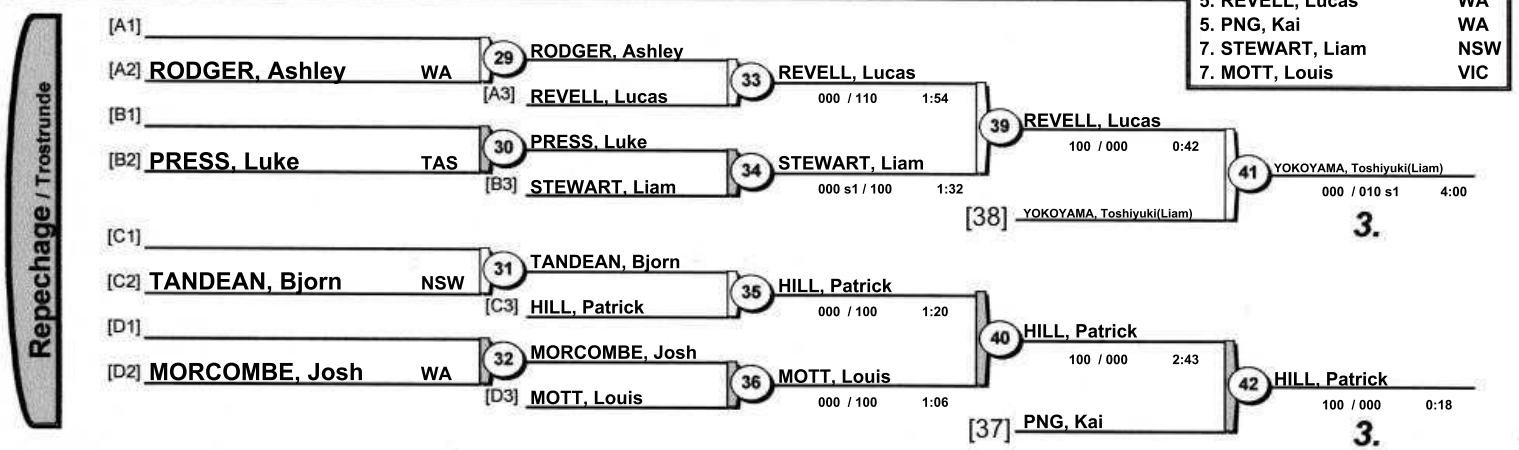 5. REVELL, Lucas WA
5. PNG, Kai WA
7. STEWART, Liam NSW
7. MOTT, Louis VIC
Repechage / Trostrunde
[A1]
29 RODGER, Ashley
[A2] RODGER, Ashley WA
33 REVELL, Lucas
[A3] REVELL, Lucas
000 / 110 1:54
[B1]
39 REVELL, Lucas
30 PRESS, Luke
100 / 000 0:42
[B2] PRESS, Luke TAS
34 STEWART, Liam
41 YOKOYAMA, Toshiyuki(Liam)
[B3] STEWART, Liam
000 s1 / 100 1:32
000 / 010 s1 4:00
[38] YOKOYAMA, Toshiyuki(Liam)
3.
[C1]
31 TANDEAN, Bjorn
[C2] TANDEAN, Bjorn NSW
35 HILL, Patrick
[C3] HILL, Patrick
000 / 100 1:20
[D1]
40 HILL, Patrick
32 MORCOMBE, Josh
100 / 000 2:43
[D2] MORCOMBE, Josh WA
36 MOTT, Louis
42 HILL, Patrick
[D3] MOTT, Louis
000 / 100 1:06
100 / 000 0:18
[37] PNG, Kai
3.